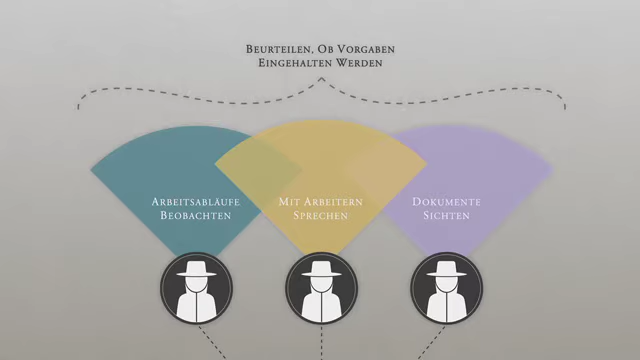 Beurteilen, Ob Vorgaben
Eingehalten Werden
Arbeitsabläufe
Beobachten
Mit Arbeitern
Sprechen
Dokumente
Sichten